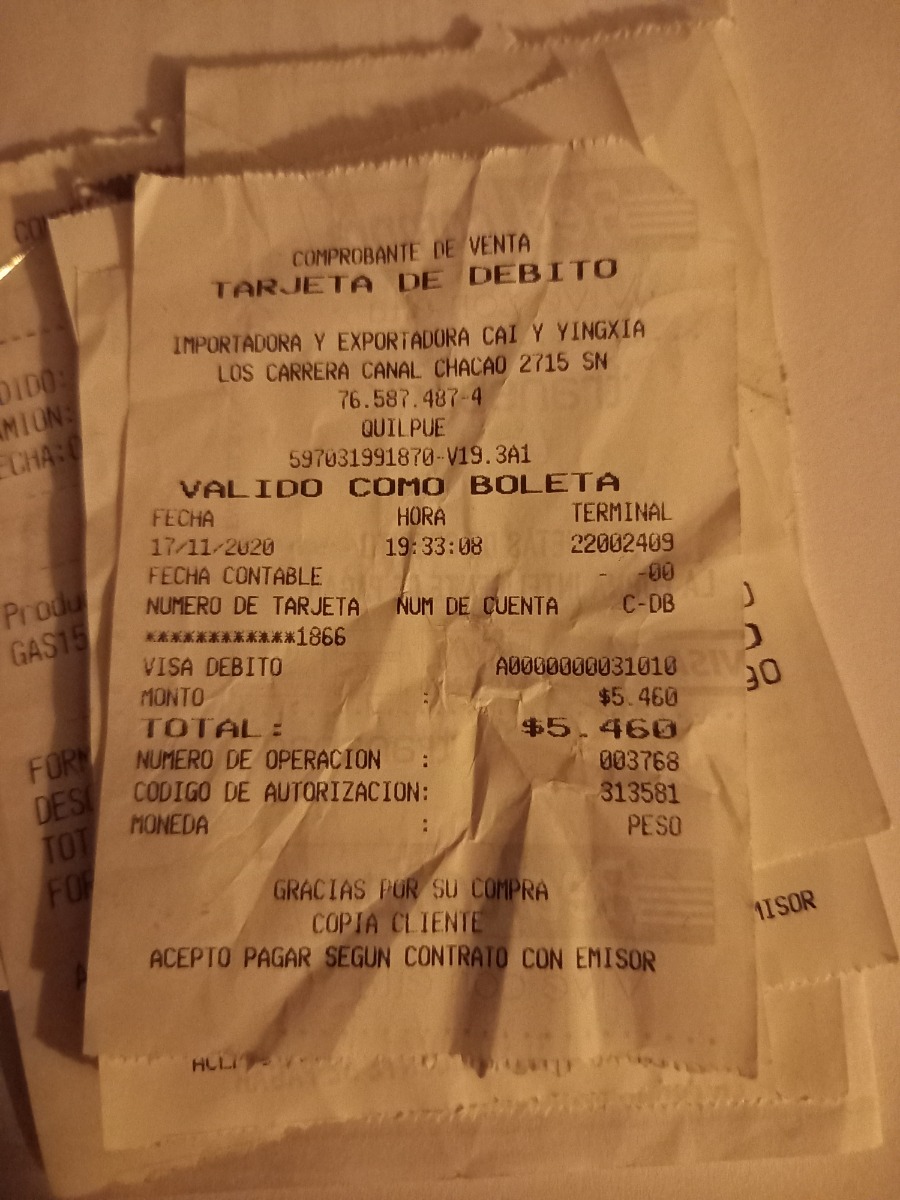 COMPROBANTE DE VENTA
TARJETA DE DEBITO
IMPORTADORA Y EXPORTADORA CAI Y YINGXIA
LOS CARRERA CANAL CHACAO 2715 SN
76.587.487-4
QUILPUE
597031991870-V19.3A1
VALIDO COMO BOLETA
FECHA HORA TERMINAL
17/11/2020 19:33:08 22002409
FECHA CONTABLE - -00
NUMERO DE TARJETA NUM DE CUENTA C-DB
************1866
VISA DEBITO A0000000031010
MONTO : $5.460
TOTAL: $5.460
NUMERO DE OPERACION : 003768
CODIGO DE AUTORIZACION: 313581
MONEDA : PESO
GRACIAS POR SU COMPRA
COPIA CLIENTE
ACEPTO PAGAR SEGUN CONTRATO CON EMISOR
GAS15